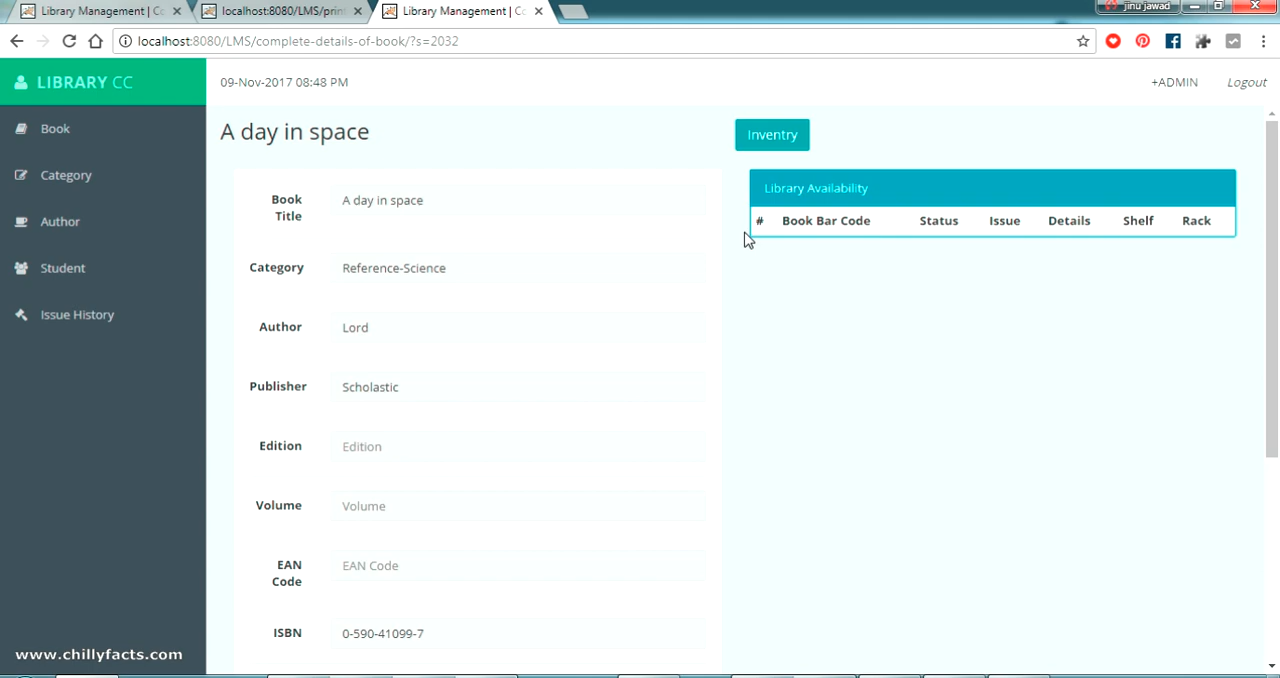 Library Management | Cc
localhost:8080/LMS/print
Library Management | Cc
jinu jawad
localhost:8080/LMS/complete-details-of-book/?s=2032
LIBRARY CC
09-Nov-2017 08:48 PM
+ADMIN
Logout
Book
Category
Author
Student
Issue History
A day in space
Inventry
Book
Title
A day in space
Category
Reference-Science
Author
Lord
Publisher
Scholastic
Edition
Edition
Volume
Volume
EAN
Code
EAN Code
ISBN
0-590-41099-7
Library Availability
# Book Bar Code Status Issue Details Shelf Rack
www.chillyfacts.com